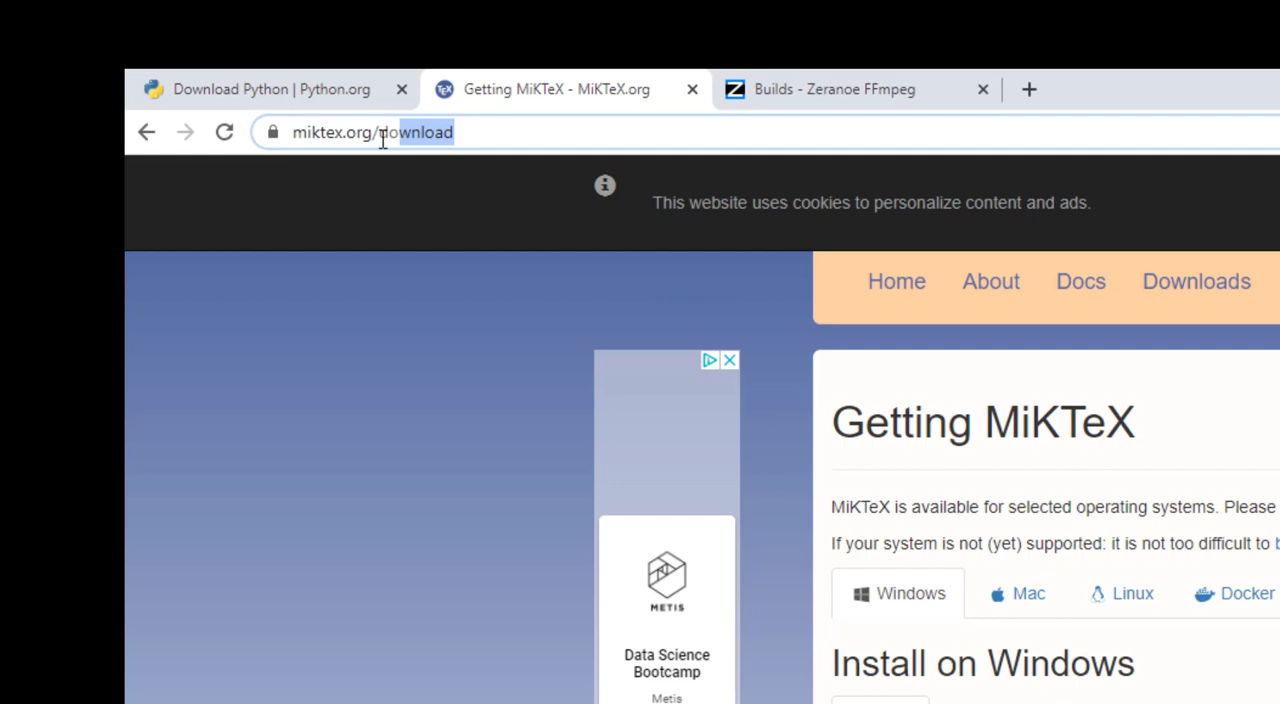 Download Python | Python.org
Getting MiKTeX - MiKTeX.org
Builds - Zeranoe FFmpeg
miktex.org/download
This website uses cookies to personalize content and ads.
Home About Docs Downloads
Getting MiKTeX
MiKTeX is available for selected operating systems. Please
If your system is not (yet) supported: it is not too difficult to b
Windows Mac Linux Docker
METIS
Data Science
Bootcamp
Metis
Install on Windows